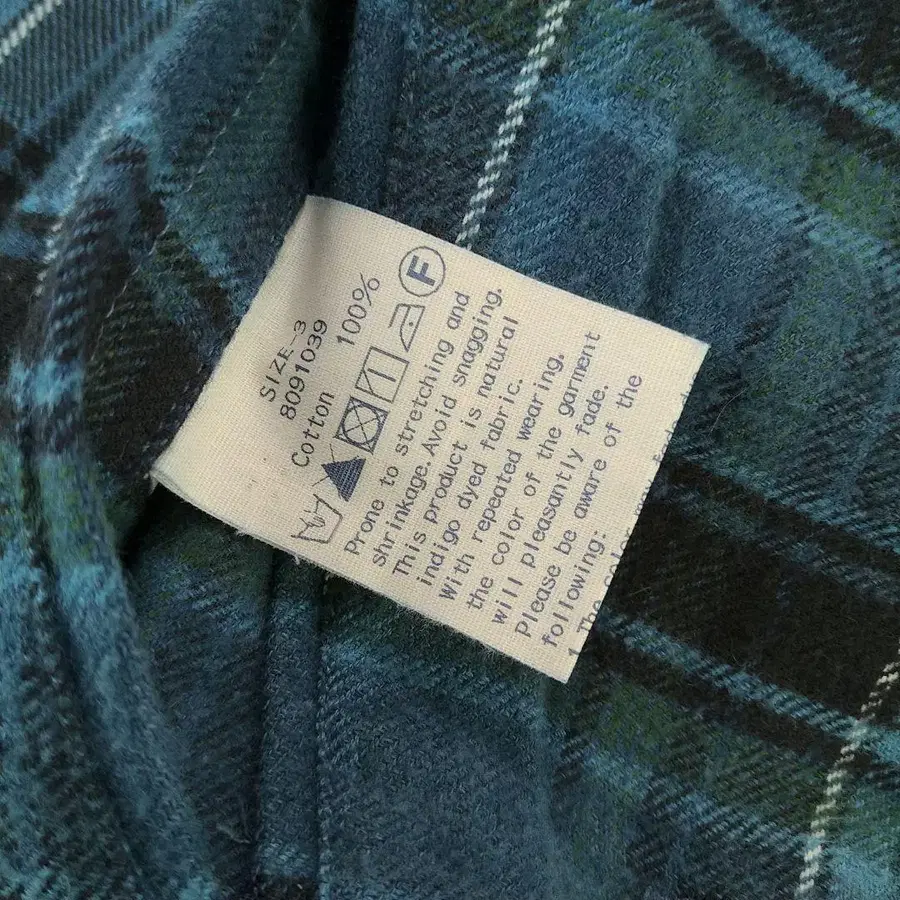 SIZE-3
8091039
Cotton 100%
F
Prone to stretching and
shrinkage. Avoid snagging.
This product is natural
indigo dyed fabric.
With repeated wearing.
the color of the garment
will pleasantly fade.
Please be aware of the
following: